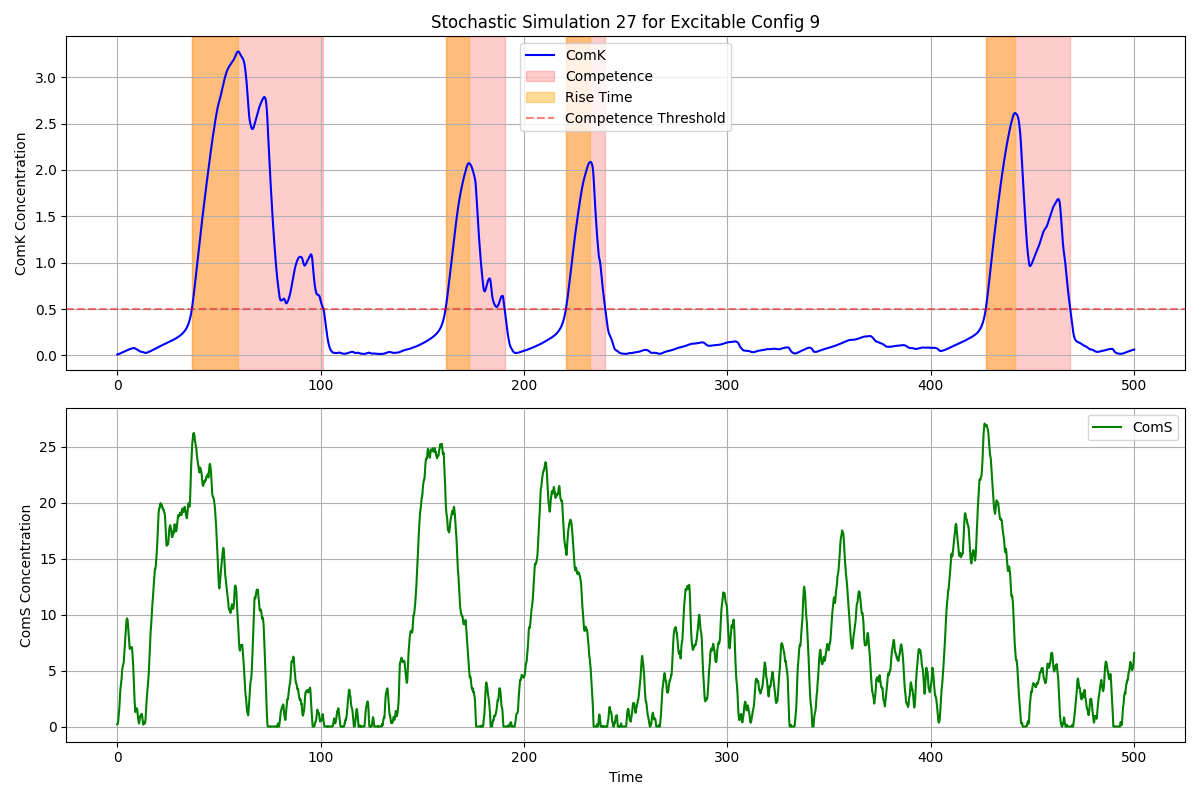 Stochastic Simulation 27 for Excitable Config 9
ComK Concentration
3.0
2.5
2.0
1.5
1.0
0.5
0.0
ComK
Competence
Rise Time
Competence Threshold
0 100 200 300 400 500
ComS Concentration
25
20
15
10
5
0
ComS
0 100 200 300 400 500
Time